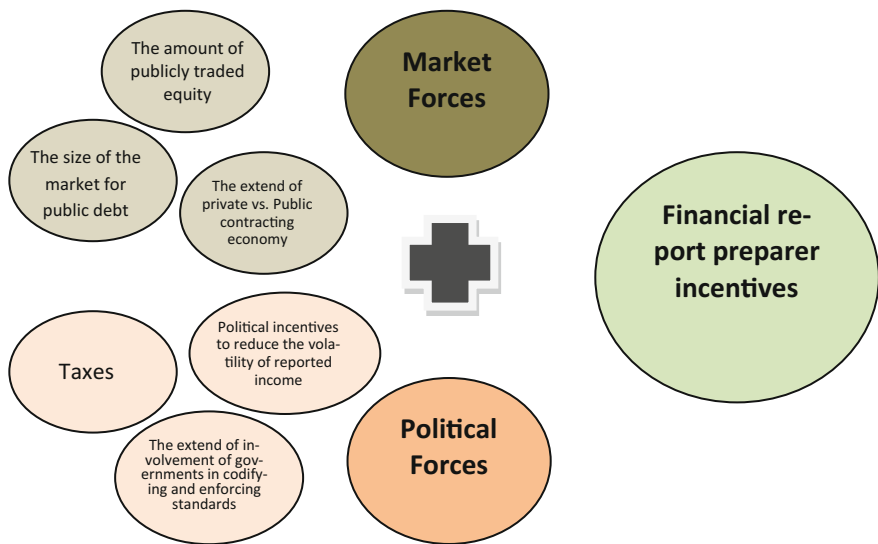 The amount of
publicly traded
equity
Market
Forces
The size of the
market for
public debt
The extend of
private vs. Public
contracting
economy
Financial re-
port preparer
incentives
Political incentives
to reduce the vola-
tility of reported
income
Taxes
Political
Forces
The extend of in-
volvement of gov-
ernments in codify-
ing and enforcing
standards